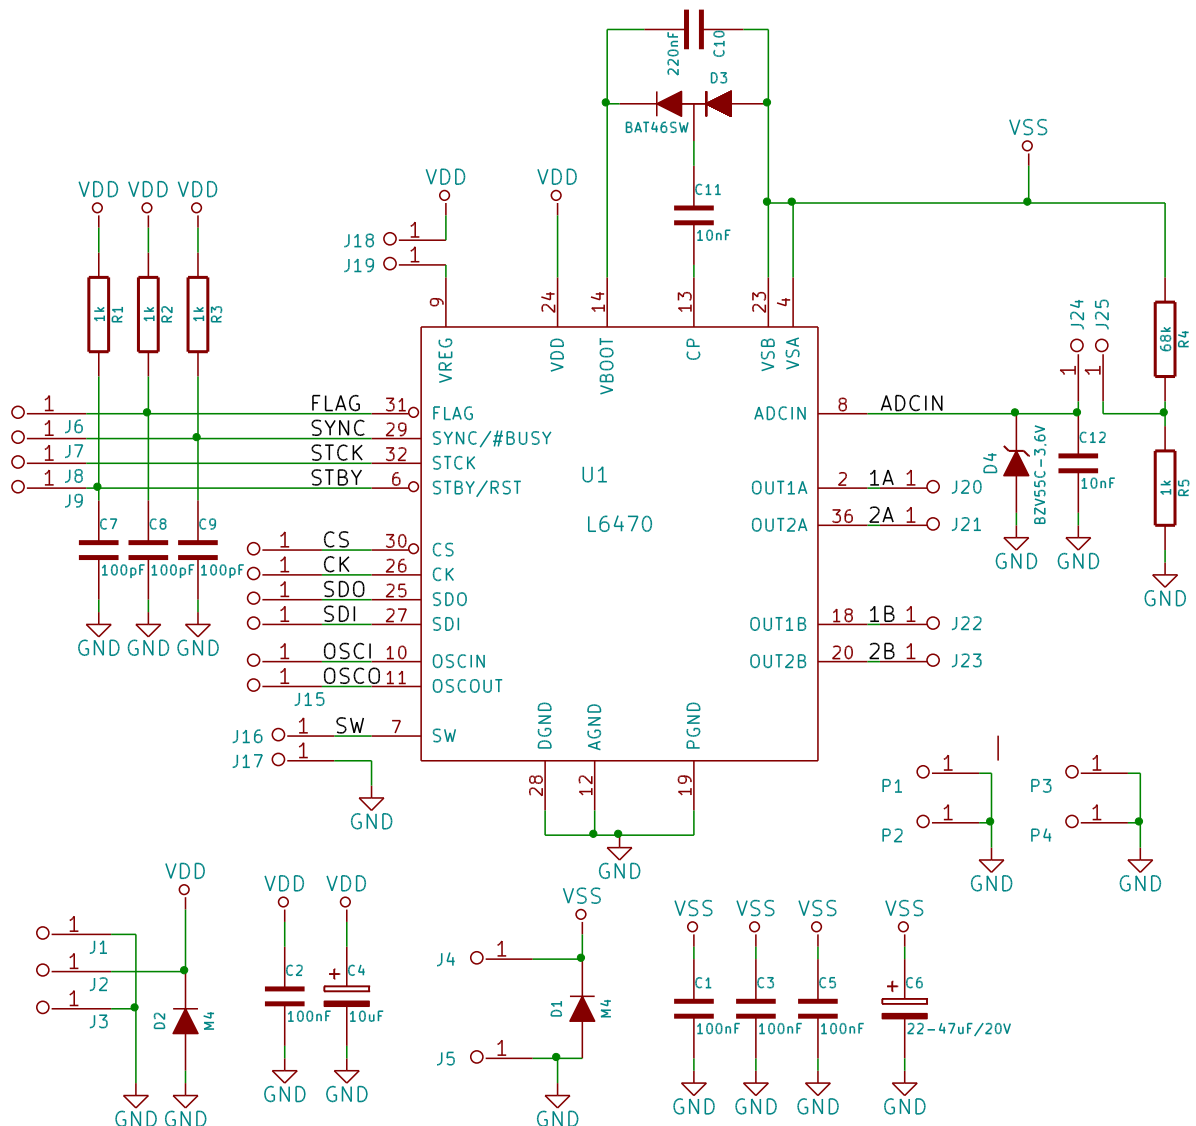 220nF
C10
D3
BAT46SW
VSS
VDD
VDD
VDD
VDD
VDD
C11
10nF
J18
1
J19
1
9
24
14
13
23
4
1k
R1
1k
R2
1k
R3
J24
1
J25
1
68k
R4
VREG
VDD
VBOOT
CP
VSB
VSA
1
J6
FLAG
31
FLAG
ADCIN
8
ADCIN
1
J7
SYNC
29
SYNC/#BUSY
1
J8
STCK
32
STCK
1
J9
STBY
6
STBY/RST
U1
L6470
D4
BZV55C-3.6V
C12
10nF
1k
R5
OUT1A
2
1A
1
J20
OUT2A
36
2A
1
J21
C7
100pF
C8
100pF
C9
100pF
GND
GND
GND
GND
GND
GND
1
CS
30
CS
1
CK
26
CK
1
SDO
25
SDO
1
SDI
27
SDI
OUT1B
18
1B
1
J22
1
OSCI
10
OSCIN
OUT2B
20
2B
1
J23
1
OSCO
11
OSCOUT
J15
J16
1
SW
7
SW
J17
1
GND
DGND
AGND
PGND
28
12
19
GND
P1
1
P2
1
GND
P3
1
P4
1
GND
VDD
1
J1
1
J2
1
J3
D2
M4
GND
GND
VDD
C2
100nF
GND
VDD
+
C4
10uF
GND
VSS
J4
1
D1
M4
J5
1
GND
VSS
C1
100nF
GND
VSS
C3
100nF
GND
VSS
C5
100nF
GND
VSS
+
C6
22-47uF/20V
GND